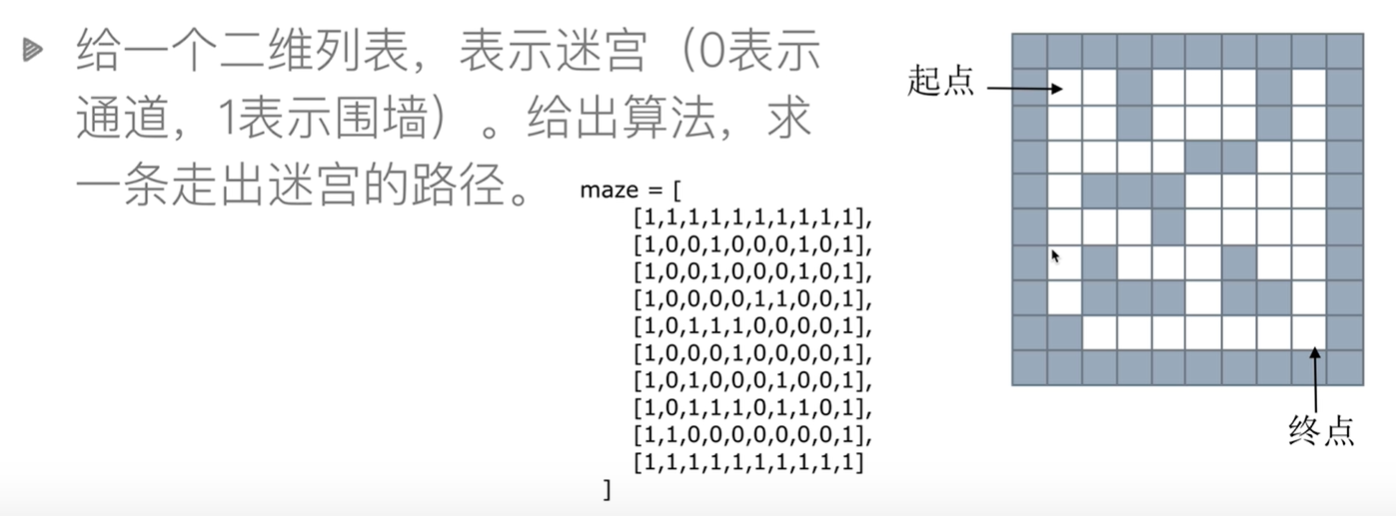 给一个二维列表，表示迷宫（0表示
通道，1表示围墙）。给出算法，求
一条走出迷宫的路径。
maze = [
[1,1,1,1,1,1,1,1,1,1],
[1,0,0,1,0,0,0,1,0,1],
[1,0,0,1,0,0,0,1,0,1],
[1,0,0,0,0,1,1,0,0,1],
[1,0,1,1,1,0,0,0,0,1],
[1,0,0,0,1,0,0,0,0,1],
[1,0,1,0,0,0,1,0,0,1],
[1,0,1,1,1,0,1,1,0,1],
[1,1,0,0,0,0,0,0,0,1],
[1,1,1,1,1,1,1,1,1,1]
]
起点
终点